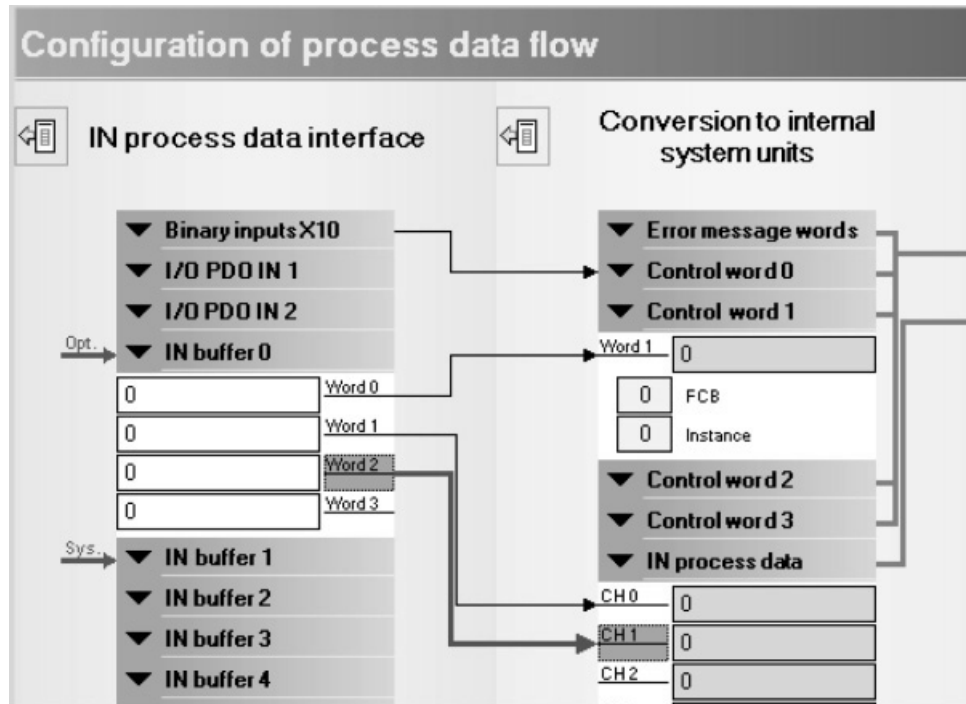 Configuration of process data flow
IN process data interface
Conversion to internal
system units
Binary inputs X10
I/O PDO IN 1
I/O PDO IN 2
Opt.
IN buffer 0
0
Word 0
0
Word 1
0
Word 2
0
Word 3
Sys.
IN buffer 1
IN buffer 2
IN buffer 3
IN buffer 4
Error message words
Control word 0
Control word 1
Word 1
0
0
FCB
0
Instance
Control word 2
Control word 3
IN process data
CH 0
0
CH 1
0
CH 2
0